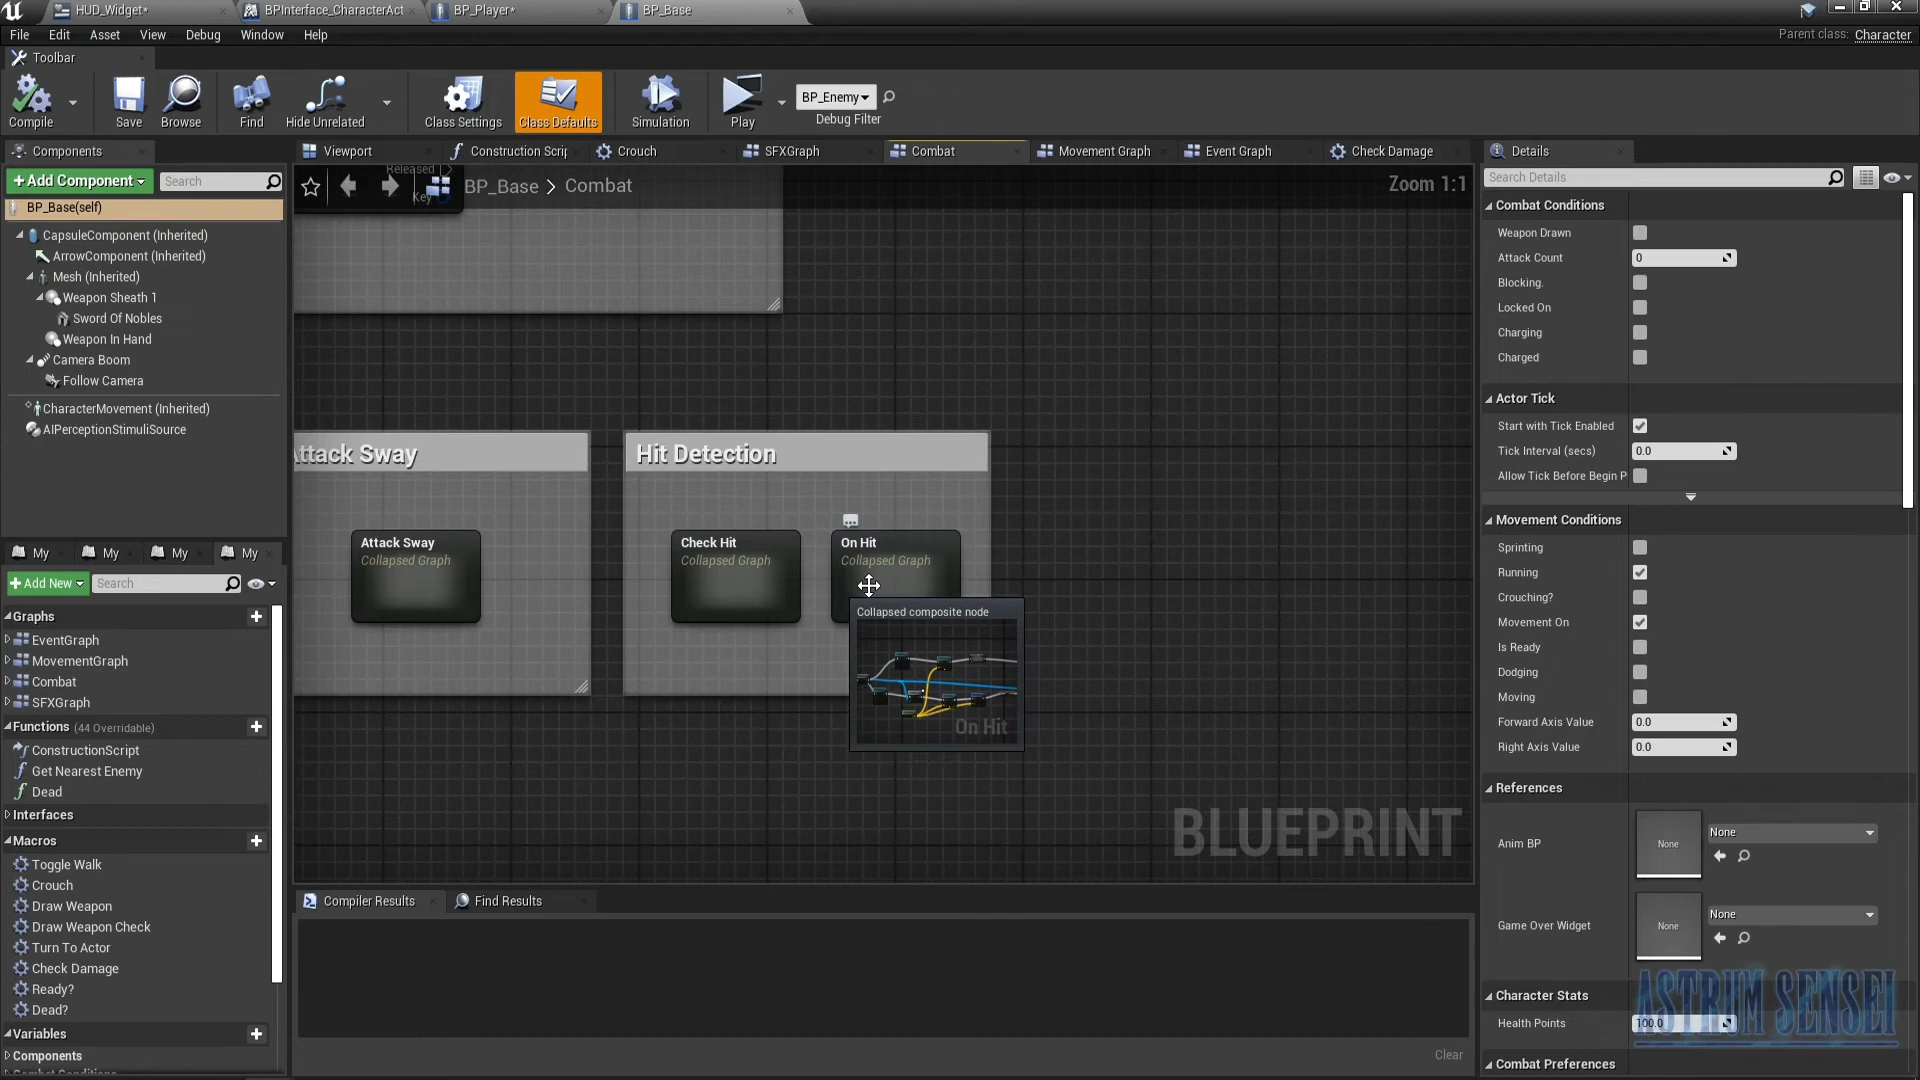 HUD_Widget*
BPInterface_CharacterAct
BP_Player*
BP_Base
File
Edit
Asset
View
Debug
Window
Help
Parent class:
Character
Toolbar
Compile
Save
Browse
Find
Hide Unrelated
Class Settings
Class Defaults
Simulation
Play
BP_Enemy
Debug Filter
Components
Viewport
Construction Scrip
Crouch
SFXGraph
Combat
Movement Graph
Event Graph
Check Damage
Details
+Add Component
Search
Released
Key
BP_Base > Combat
Zoom 1:1
Search Details
BP_Base(self)
CapsuleComponent (Inherited)
ArrowComponent (Inherited)
Mesh (Inherited)
Weapon Sheath 1
Sword Of Nobles
Weapon In Hand
Camera Boom
Follow Camera
CharacterMovement (Inherited)
AIPerceptionStimuliSource
My
My
My
My
+Add New
Search
Graphs
EventGraph
MovementGraph
Combat
SFXGraph
Functions (44 Overridable)
ConstructionScript
Get Nearest Enemy
Dead
Interfaces
Macros
Toggle Walk
Crouch
Draw Weapon
Draw Weapon Check
Turn To Actor
Check Damage
Ready?
Dead?
Variables
Components
Combat Conditions
Attack Sway
Attack Sway
Collapsed Graph
Hit Detection
Check Hit
Collapsed Graph
On Hit
Collapsed Graph
Collapsed composite node
On Hit
BLUEPRINT
Compiler Results
Find Results
Clear
Combat Conditions
Weapon Drawn
Attack Count
0
Blocking.
Locked On
Charging
Charged
Actor Tick
Start with Tick Enabled
Tick Interval (secs)
0.0
Allow Tick Before Begin P
Movement Conditions
Sprinting
Running
Crouching?
Movement On
Is Ready
Dodging
Moving
Forward Axis Value
0.0
Right Axis Value
0.0
References
Anim BP
None
None
Game Over Widget
None
None
Character Stats
Health Points
100.0
Combat Preferences
ASTRUM SENSEI